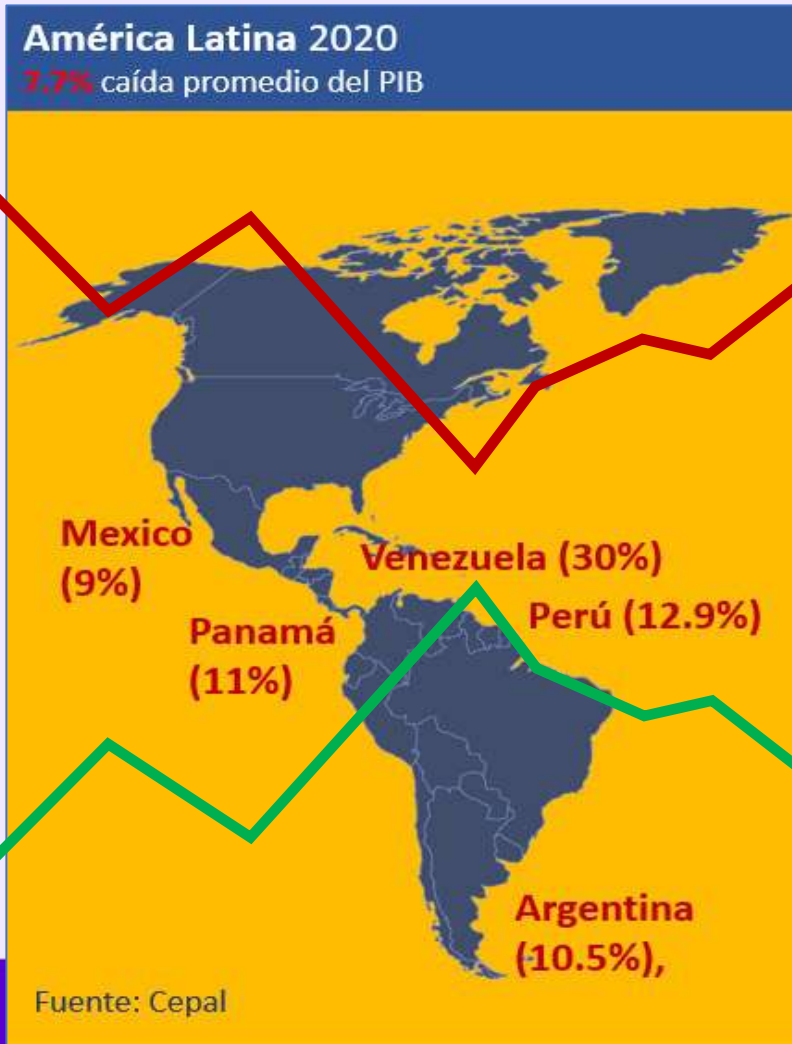 América Latina 2020
7.7% caída promedio del PIB
Mexico
(9%)
Venezuela (30%)
Perú (12.9%)
Panamá
(11%)
Argentina
(10.5%),
Fuente: Cepal